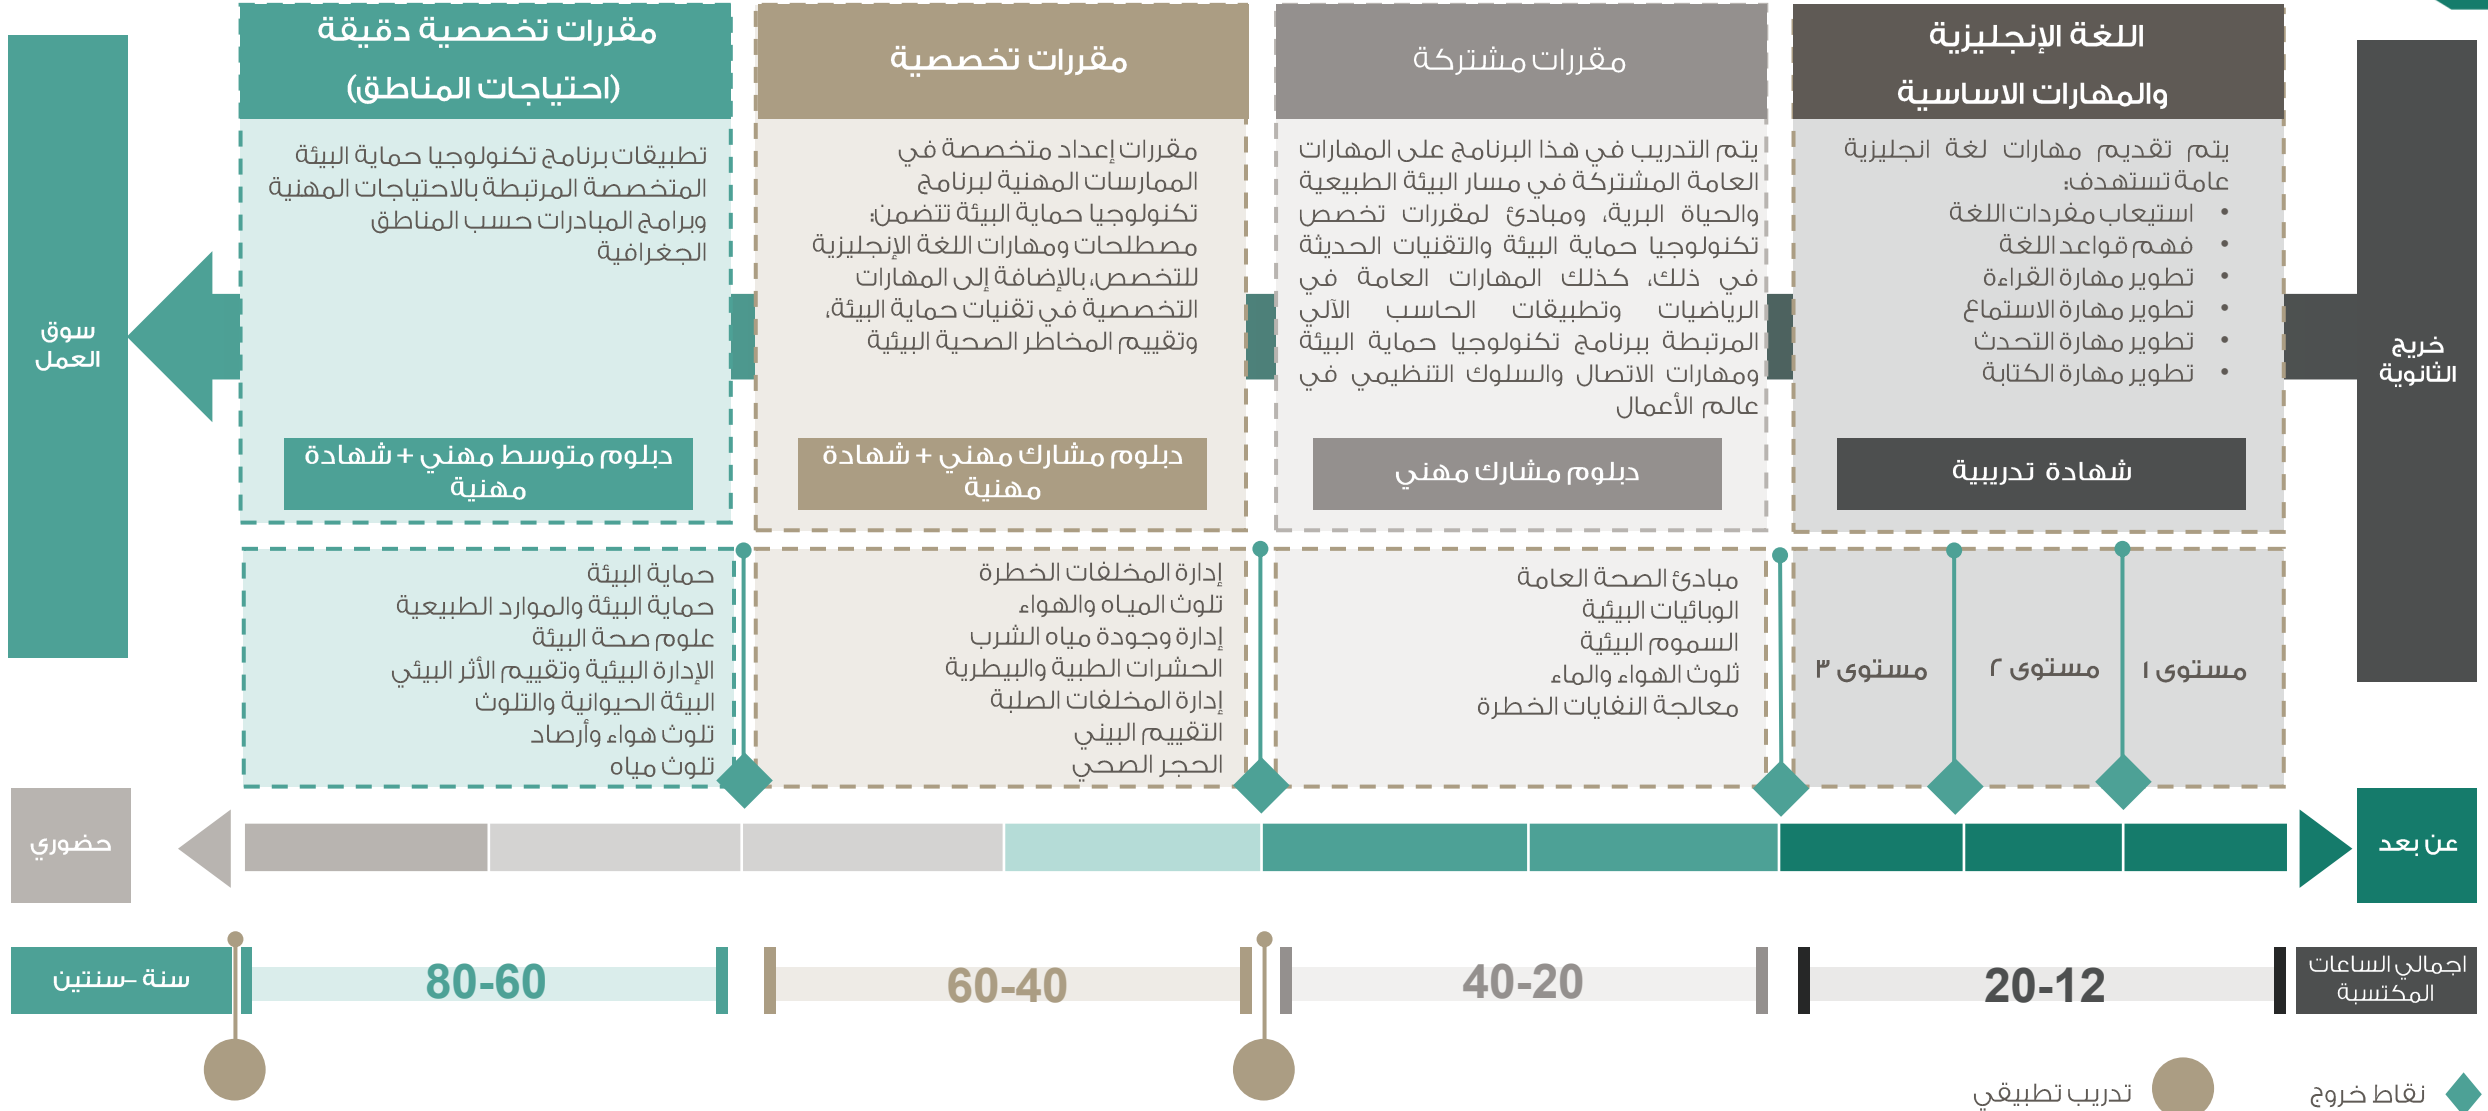 خريج
الثانوية
اللغة الإنجليزية
والمهارات الاساسية
يتم تقديم مهارات لغة انجليزية
عامة تستهدف:
• استيعاب مفردات اللغة
• فهم قواعد اللغة
• تطوير مهارة القراءة
• تطوير مهارة الاستماع
• تطوير مهارة التحدث
• تطوير مهارة الكتابة
شهادة تدريبية
مقررات مشتركة
يتم التدريب في هذا البرنامج على المهارات
العامة المشتركة في مسار البيئة الطبيعية
والحياة البرية، ومبادئ لمقررات تخصص
تكنولوجيا حماية البيئة والتقنيات الحديثة
في ذلك، كذلك المهارات العامة في
الرياضيات وتطبيقات الحاسب الآلي
المرتبطة ببرنامج تكنولوجيا حماية البيئة
ومهارات الاتصال والسلوك التنظيمي في
عالم الأعمال
دبلوم مشارك مهني
مقررات تخصصية
مقررات إعداد متخصصة في
الممارسات المهنية لبرنامج
تكنولوجيا حماية البيئة تتضمن:
مصطلحات ومهارات اللغة الإنجليزية
للتخصص، بالإضافة إلى المهارات
التخصصية في تقنيات حماية البيئة،
وتقييم المخاطر الصحية البيئية
دبلوم مشارك مهني + شهادة
مهنية
مقررات تخصصية دقيقة
(احتياجات المناطق)
تطبيقات برنامج تكنولوجيا حماية البيئة
المتخصصة المرتبطة بالاحتياجات المهنية
وبرامج المبادرات حسب المناطق
الجغرافية
دبلوم متوسط مهني + شهادة
مهنية
سوق
العمل
مستوى ١
مستوى ٢
مستوى ٣
مبادئ الصحة العامة
الوبائيات البيئية
السموم البيئية
ثلوث الهواء والماء
معالجة النفايات الخطرة
إدارة المخلفات الخطرة
تلوث المياه والهواء
إدارة وجودة مياه الشرب
الحشرات الطبية والبيطرية
إدارة المخلفات الصلبة
التقييم البيني
الحجر الصحي
حماية البيئة
حماية البيئة والموارد الطبيعية
علوم صحة البيئة
الإدارة البيئية وتقييم الأثر البيئي
البيئة الحيوانية والتلوث
تلوث هواء وأرصاد
تلوث مياه
عن بعد
حضوري
اجمالي الساعات
المكتسبة
20-12
40-20
60-40
80-60
سنة –سنتين
نقاط خروج
تدريب تطبيقي